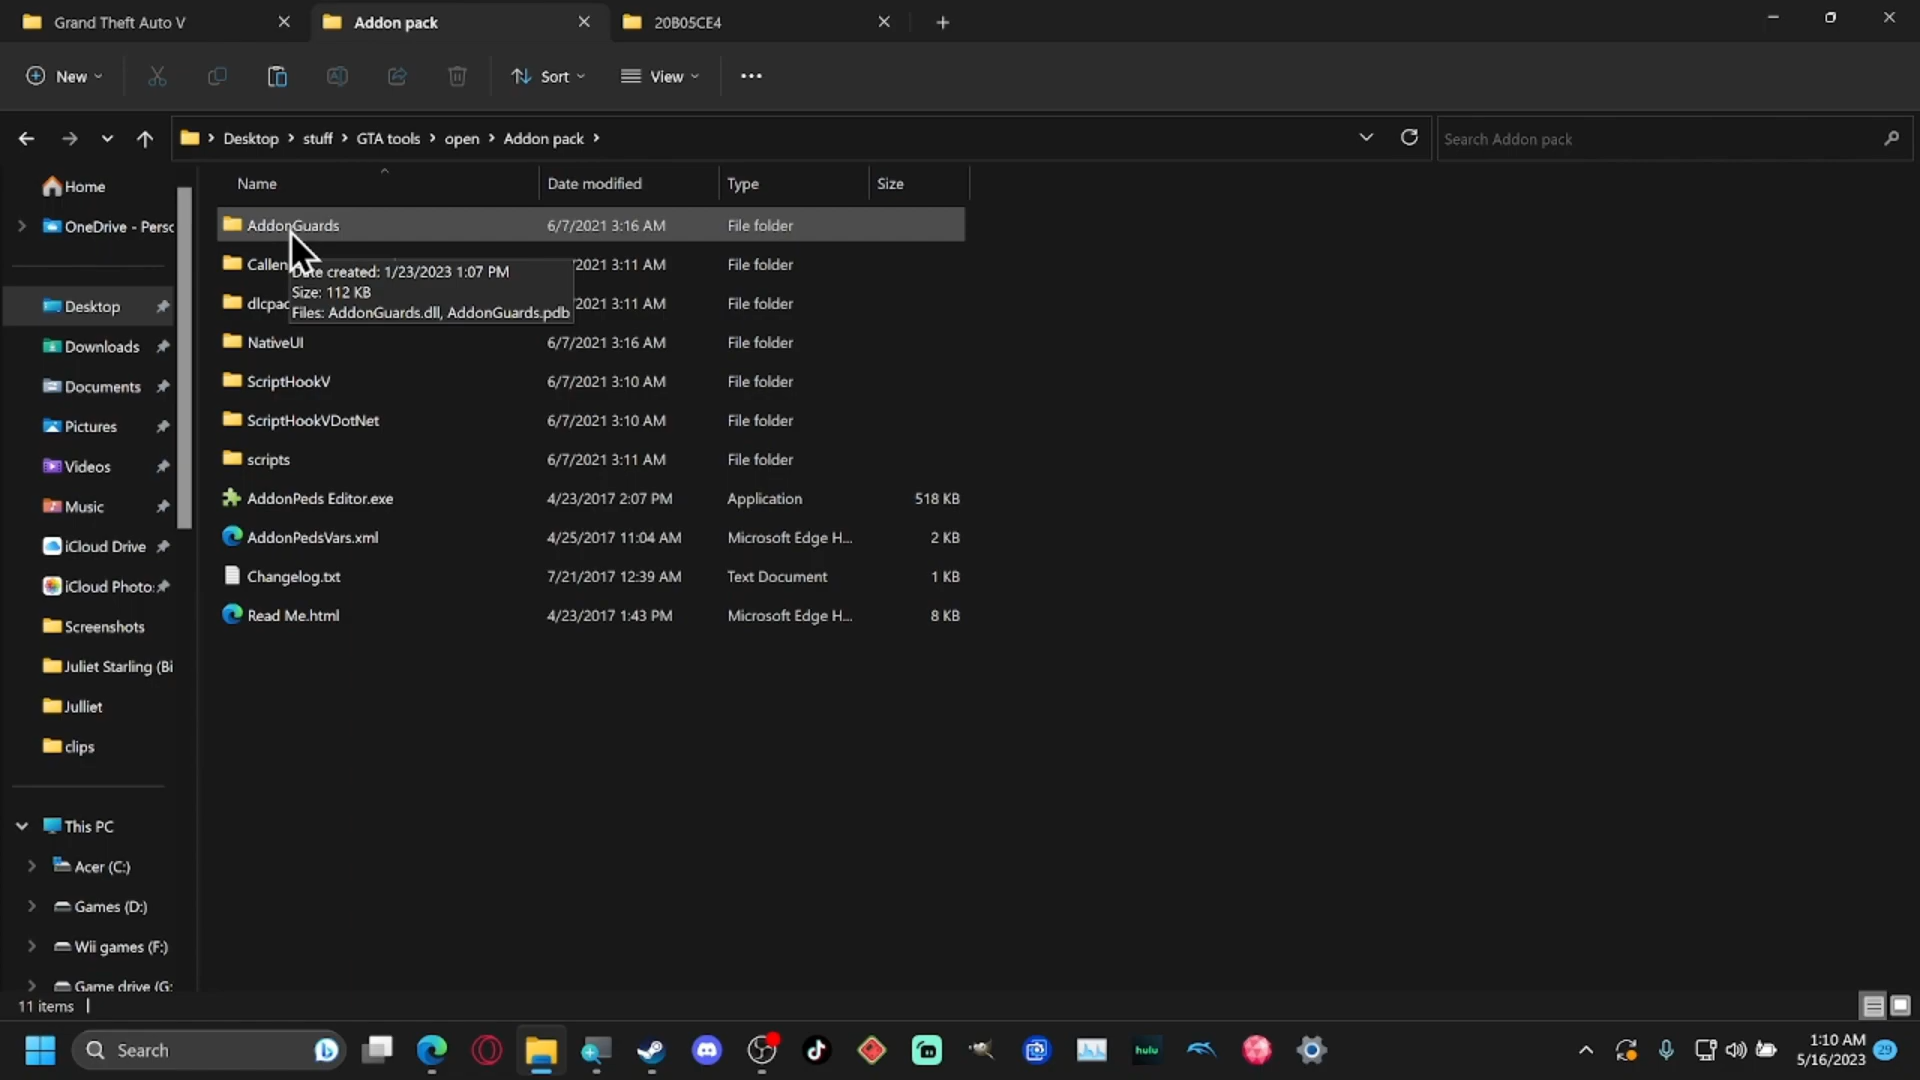 Grand Theft Auto V
Addon pack
20B05CE4
New
Sort
View
Desktop > stuff > GTA tools > open > Addon pack >
Search Addon pack
Name Date modified Type Size
Home
OneDrive - Perso
Desktop
Downloads
Documents
Pictures
Videos
Music
iCloud Drive
iCloud Photo:
Screenshots
Juliet Starling (Bi
Julliet
clips
This PC
Acer (C:)
Games (D:)
Wii games (F:)
Game drive (G:
AddonGuards 6/7/2021 3:16 AM File folder
Callen /2021 3:11 AM File folder
dlcpac /2021 3:11 AM File folder
Date created: 1/23/2023 1:07 PM
Size: 112 KB
Files: AddonGuards.dll, AddonGuards.pdb
NativeUI 6/7/2021 3:16 AM File folder
ScriptHookV 6/7/2021 3:10 AM File folder
ScriptHookVDotNet 6/7/2021 3:10 AM File folder
scripts 6/7/2021 3:11 AM File folder
AddonPeds Editor.exe 4/23/2017 2:07 PM Application 518 KB
AddonPedsVars.xml 4/25/2017 11:04 AM Microsoft Edge H... 2 KB
Changelog.txt 7/21/2017 12:39 AM Text Document 1 KB
Read Me.html 4/23/2017 1:43 PM Microsoft Edge H... 8 KB
11 items
Search
hulu
1:10 AM
5/16/2023
29